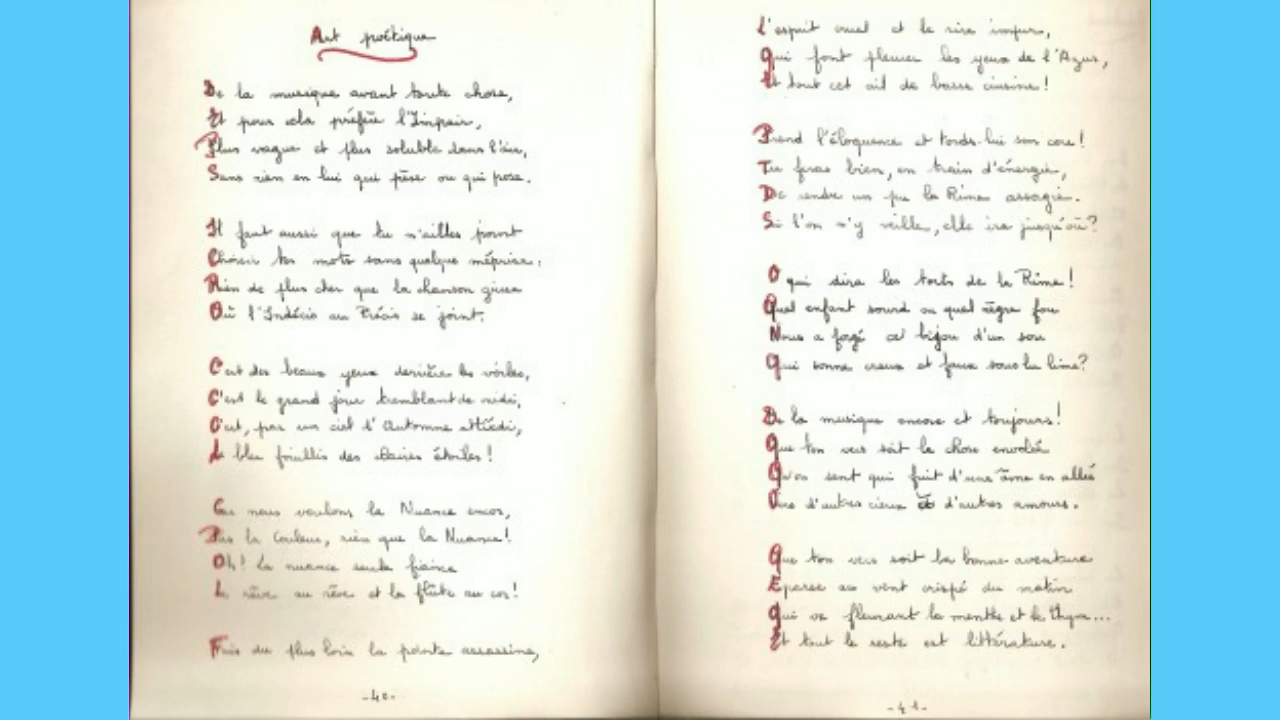 Art poétique
De la musique avant toute chose,
Et pour cela préfère l'Impair,
Plus vague et plus soluble dans l'air,
Sans rien en lui qui pèse ou qui pose.
Il faut aussi que tu n'ailles point
Choisir tes mots sans quelque méprise.
Rien de plus cher que la chanson grise
Où l'Indécis au Précis se joint.
C'est des beaux yeux derrière les voiles,
C'est le grand jour tremblant de midi,
C'est, par un ciel d'Automne attiédi,
Le bleu fouillis des claires étoiles !
Car nous voulons la Nuance encor,
Pas la Couleur, rien que la Nuance !
Oh ! La nuance seule fiance
Le rêve au rêve et la flûte au cor !
Fuis du plus loin la pointe assassine,
-40-
L'esprit cruel et le rire impur,
Qui font pleurer les yeux de l'Azur,
Et tout cet ail de basse cuisine !
Prend l'éloquence et tords-lui son cou !
Tu feras bien, en train d'énergie,
De rendre un peu la Rime assagie.
Si l'on n'y veille, elle ira jusqu'où ?
O qui dira les torts de la Rime !
Quel enfant sourd ou quel nègre fou
Nous a forgé ce bijou d'un sou
Qui sonne creux et faux sous la lime ?
De la musique encore et toujours !
Que ton vers soit la chose envolée
Qu'on sent qui fuit d'une âme en allée
Vers d'autres cieux à d'autres amours.
Que ton vers soit la bonne aventure
Eparse au vent crispé du matin
Qui va fleurant la menthe et le thym...
Et tout le reste est littérature.
-41-